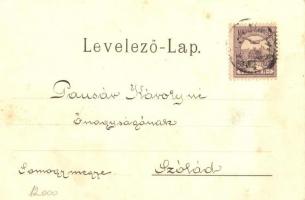 Levelező-Lap.
Pausár Károlyné
Őnagyságának
Somogymegye Szólád
12.000